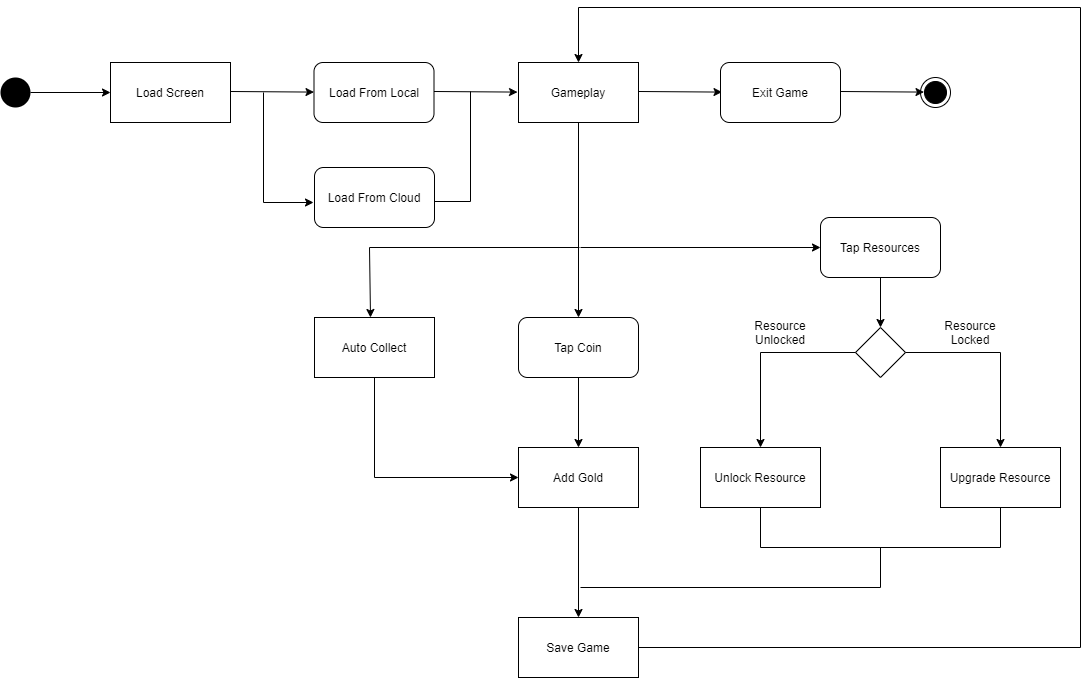 Load Screen
Load From Local
Gameplay
Exit Game
Load From Cloud
Tap Resources
Resource
Unlocked
Resource
Locked
Auto Collect
Tap Coin
Add Gold
Unlock Resource
Upgrade Resource
Save Game